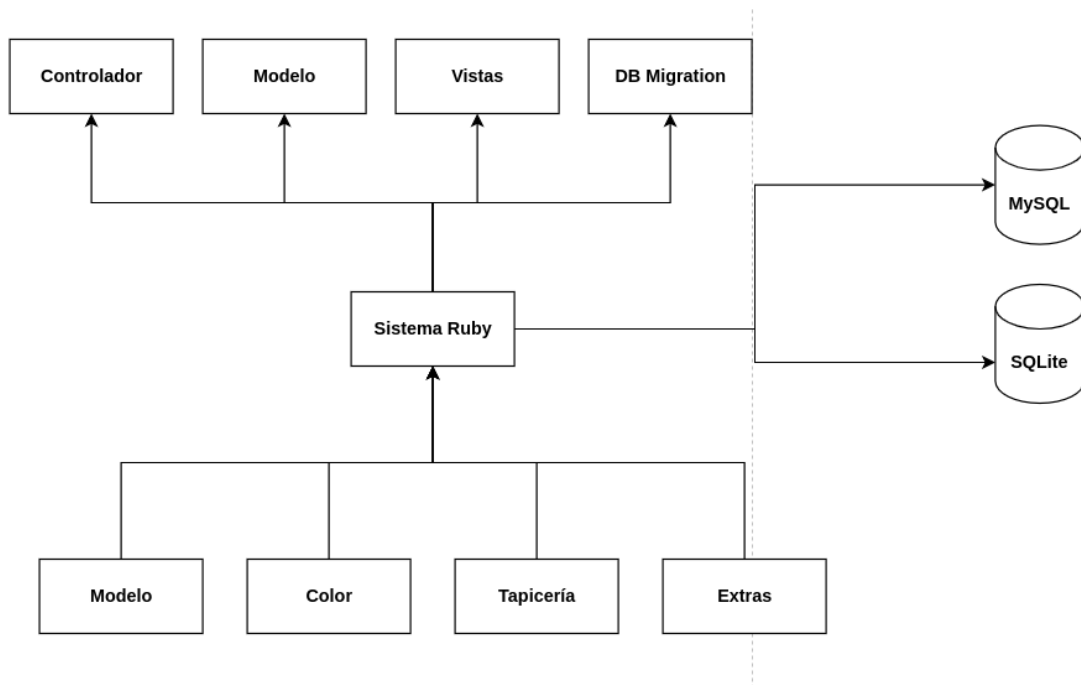 Controlador
Modelo
Vistas
DB Migration
MySQL
Sistema Ruby
SQLite
Modelo
Color
Tapicería
Extras